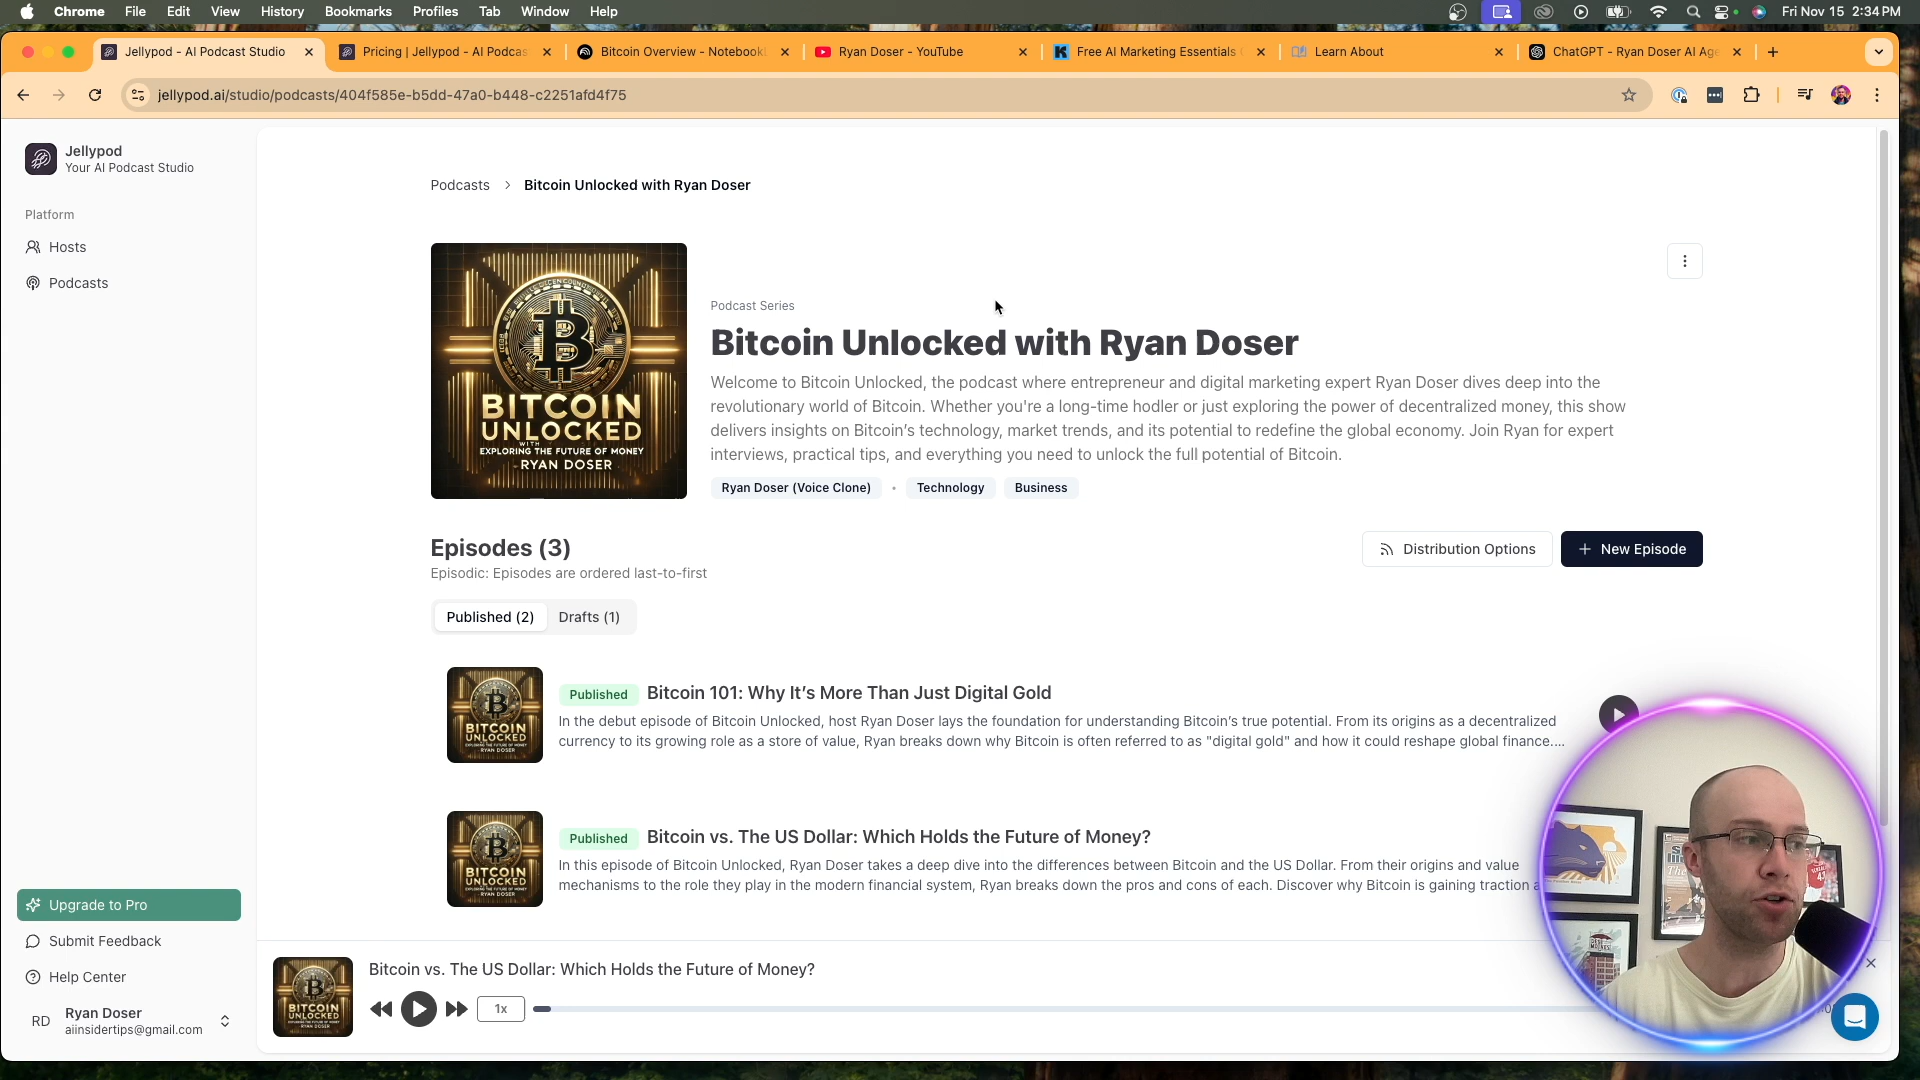 Chrome File Edit View History Bookmarks Profiles Tab Window Help
Fri Nov 15 2:34 PM
Jellypod - AI Podcast Studio
Pricing | Jellypod - AI Podcas
Bitcoin Overview - Notebook
Ryan Doser - YouTube
Free AI Marketing Essentials
Learn About
ChatGPT - Ryan Doser AI Age
jellypod.ai/studio/podcasts/404f585e-b5dd-47a0-b448-c2251afd4f75
Jellypod
Your AI Podcast Studio
Platform
Hosts
Podcasts
Podcasts > Bitcoin Unlocked with Ryan Doser
BITCOIN
UNLOCKED
WITH
EXPLORING THE FUTURE OF MONEY
RYAN DOSER
Podcast Series
Bitcoin Unlocked with Ryan Doser
Welcome to Bitcoin Unlocked, the podcast where entrepreneur and digital marketing expert Ryan Doser dives deep into the
revolutionary world of Bitcoin. Whether you're a long-time hodler or just exploring the power of decentralized money, this show
delivers insights on Bitcoin's technology, market trends, and its potential to redefine the global economy. Join Ryan for expert
interviews, practical tips, and everything you need to unlock the full potential of Bitcoin.
Ryan Doser (Voice Clone) • Technology Business
Episodes (3)
Episodic: Episodes are ordered last-to-first
Distribution Options
+ New Episode
Published (2) Drafts (1)
BITCOIN
UNLOCKED
RYAN DOSER
Published Bitcoin 101: Why It's More Than Just Digital Gold
In the debut episode of Bitcoin Unlocked, host Ryan Doser lays the foundation for understanding Bitcoin's true potential. From its origins as a decentralized
currency to its growing role as a store of value, Ryan breaks down why Bitcoin is often referred to as "digital gold" and how it could reshape global finance....
BITCOIN
UNLOCKED
RYAN DOSER
Published Bitcoin vs. The US Dollar: Which Holds the Future of Money?
In this episode of Bitcoin Unlocked, Ryan Doser takes a deep dive into the differences between Bitcoin and the US Dollar. From their origins and value
mechanisms to the role they play in the modern financial system, Ryan breaks down the pros and cons of each. Discover why Bitcoin is gaining traction
Upgrade to Pro
Submit Feedback
Help Center
RD
Ryan Doser
aiinsidertips@gmail.com
BITCOIN
UNLOCKED
RYAN DOSER
Bitcoin vs. The US Dollar: Which Holds the Future of Money?
1x